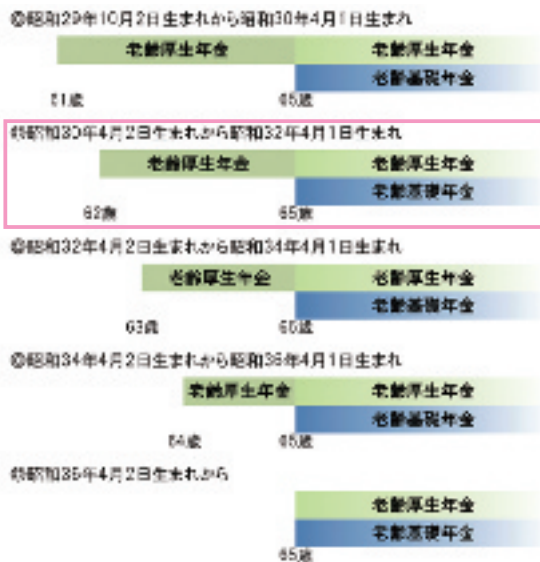 ◎昭和29年10月2日生まれから昭和30年4月1日生まれ
老齢厚生年金 老齢厚生年金
老齢基礎年金
61歳 65歳
◎昭和30年4月2日生まれから昭和32年4月1日生まれ
老齢厚生年金 老齢厚生年金
老齢基礎年金
62歳 65歳
◎昭和32年4月2日生まれから昭和34年4月1日生まれ
老齢厚生年金 老齢厚生年金
老齢基礎年金
63歳 65歳
◎昭和34年4月2日生まれから昭和36年4月1日生まれ
老齢厚生年金 老齢厚生年金
老齢基礎年金
64歳 65歳
◎昭和36年4月2日生まれから
老齢厚生年金
老齢基礎年金
65歳